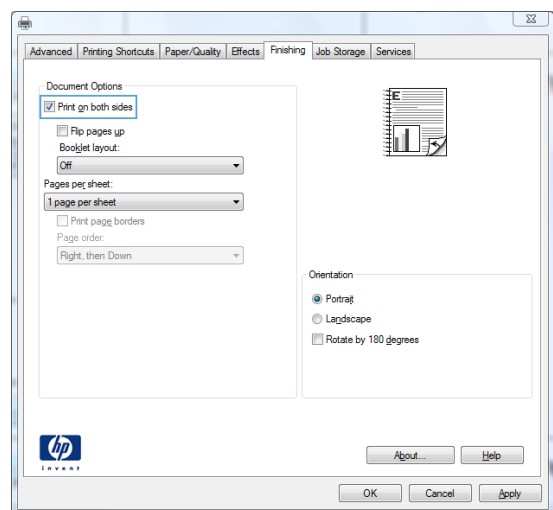 Advanced Printing Shortcuts Paper/Quality Effects Finishing Job Storage Services
Document Options
Print on both sides
Flip pages up
Booklet layout:
Off
Pages per sheet:
1 page per sheet
Print page borders
Page order:
Right, then Down
E
Orientation
Portrait
Landscape
Rotate by 180 degrees
hp
invent
About... Help
OK Cancel Apply